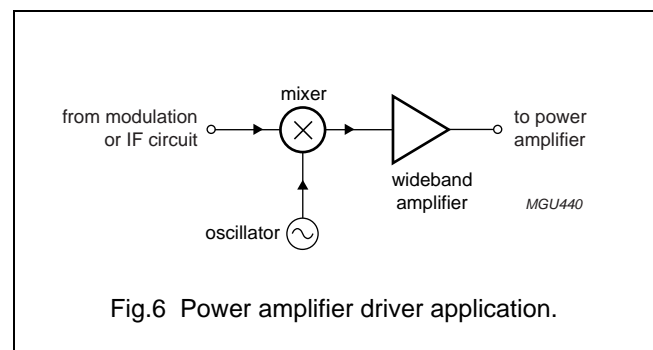 mixer
from modulation
or IF circuit
to power
amplifier
wideband
amplifier
MGU440
oscillator
Fig.6 Power amplifier driver application.